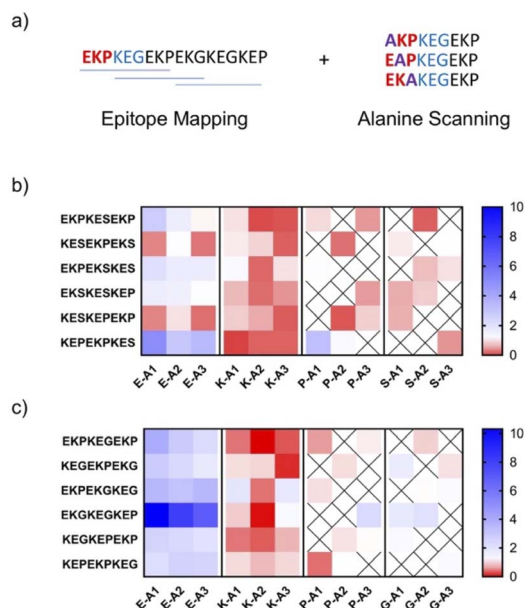 a)
EKPKEGEKPEKGKEGKEP
+
AKPKEGEKP
EAPKEGEKP
EKAKEGEKP
Epitope Mapping
Alanine Scanning
b)
EKPKESEKP
KESEKPEKS
EKPEKSKES
EKSKESKEP
KESKEPEKP
KEPEKPKES
10
8
6
4
2
0
E-A1 E-A2 E-A3 K-A1 K-A2 K-A3 P-A1 P-A2 P-A3 S-A1 S-A2 S-A3
c)
EKPKEGEKP
KEGEKPEKG
EKPEKGKEG
EKGKEGKEP
KEGKEPEKP
KEPEKPKEG
10
8
6
4
2
0
E-A1 E-A2 E-A3 K-A1 K-A2 K-A3 P-A1 P-A2 P-A3 G-A1 G-A2 P-A3